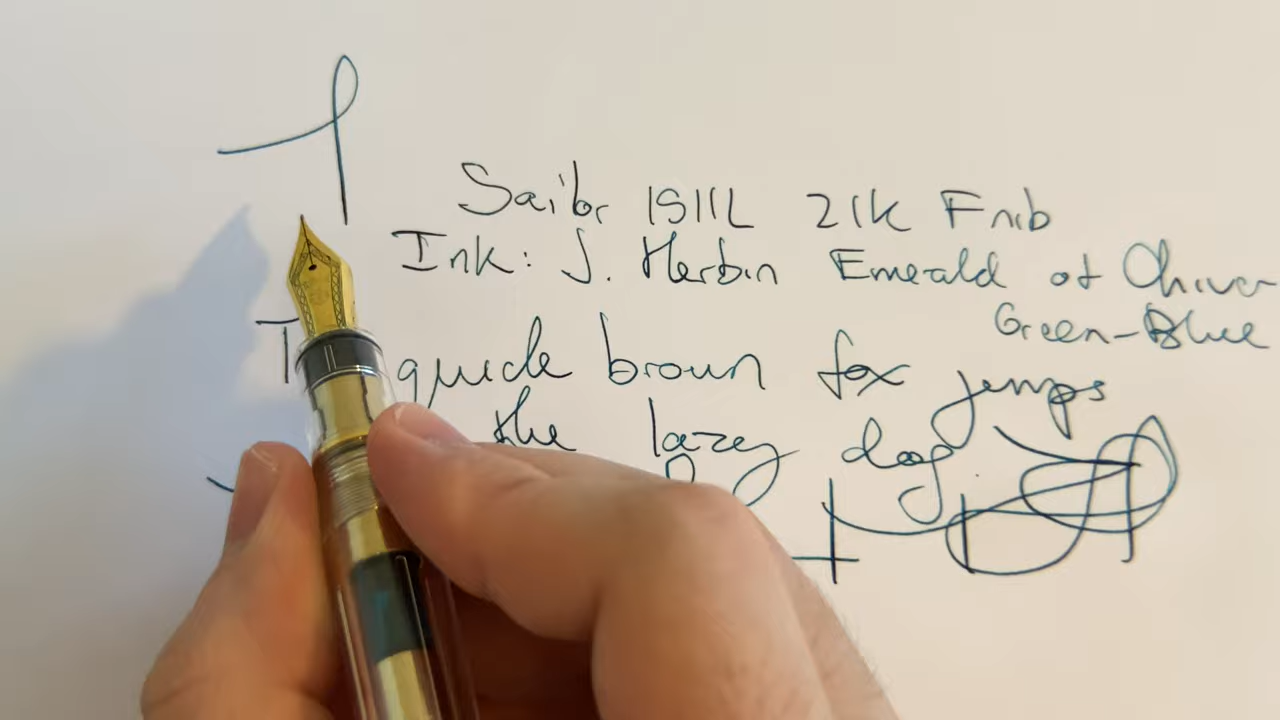 Sailor 1911L 21k F nib
Ink: J. Herbin Emerald of Chivor
Green-Blue
quick brown fox jumps
the lazy dog.